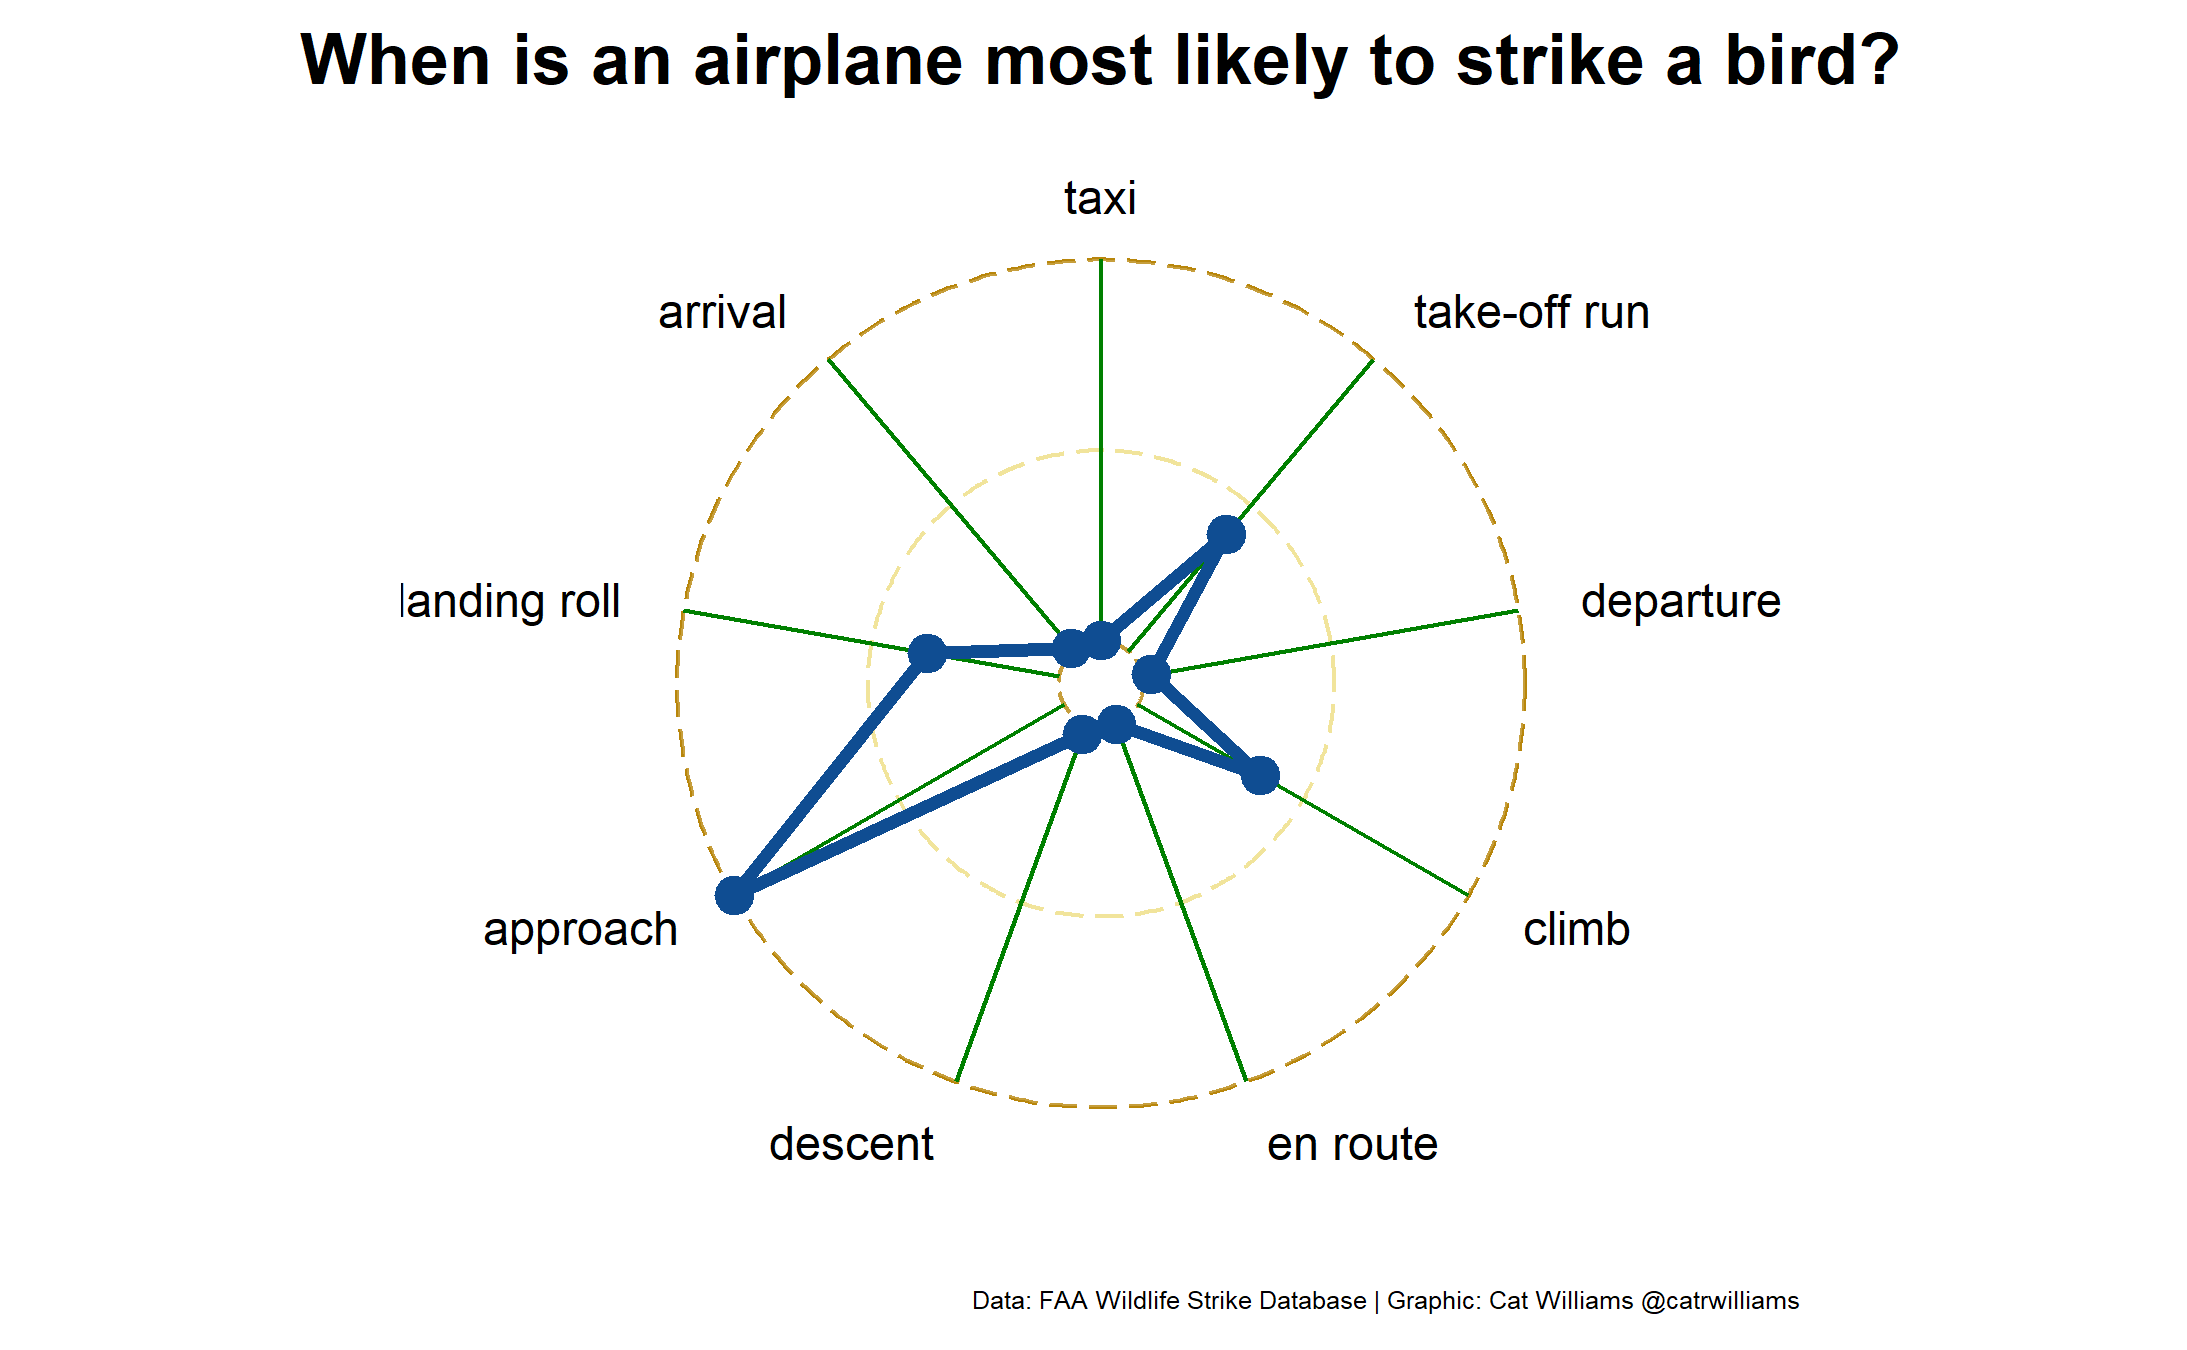 When is an airplane most likely to strike a bird?
taxi
arrival
take-off run
landing roll
departure
approach
climb
descent
en route
Data: FAA Wildlife Strike Database | Graphic: Cat Williams @catrwilliams